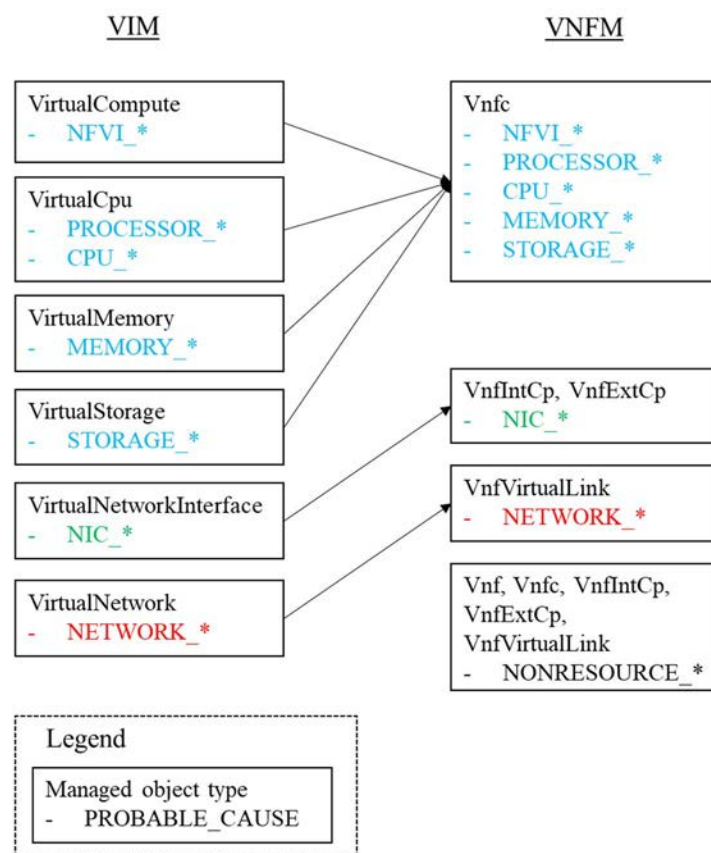 VIM
VirtualCompute
- NFVI_*
VirtualCpu
- PROCESSOR_*
- CPU_*
VirtualMemory
- MEMORY_*
VirtualStorage
- STORAGE_*
VirtualNetworkInterface
- NIC_*
VirtualNetwork
- NETWORK_*
VNFM
Vnfc
- NFVI_*
- PROCESSOR_*
- CPU_*
- MEMORY_*
- STORAGE_*
VnfIntCp, VnfExtCp
- NIC_*
VnfVirtualLink
- NETWORK_*
Vnf, Vnfc, VnfIntCp,
VnfExtCp,
VnfVirtualLink
- NONRESOURCE_*
Legend
Managed object type
- PROBABLE_CAUSE